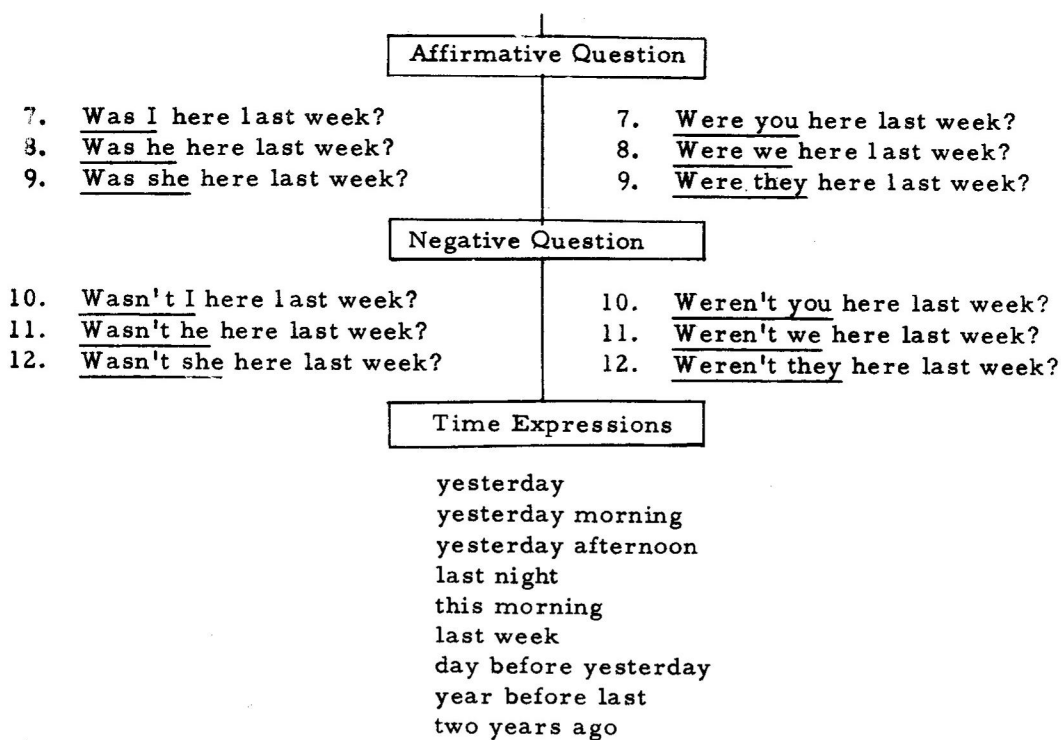 Affirmative Question
7. Was I here last week?
8. Was he here last week?
9. Was she here last week?
7. Were you here last week?
8. Were we here last week?
9. Were they here last week?
Negative Question
10. Wasn't I here last week?
11. Wasn't he here last week?
12. Wasn't she here last week?
10. Weren't you here last week?
11. Weren't we here last week?
12. Weren't they here last week?
Time Expressions
yesterday
yesterday morning
yesterday afternoon
last night
this morning
last week
day before yesterday
year before last
two years ago